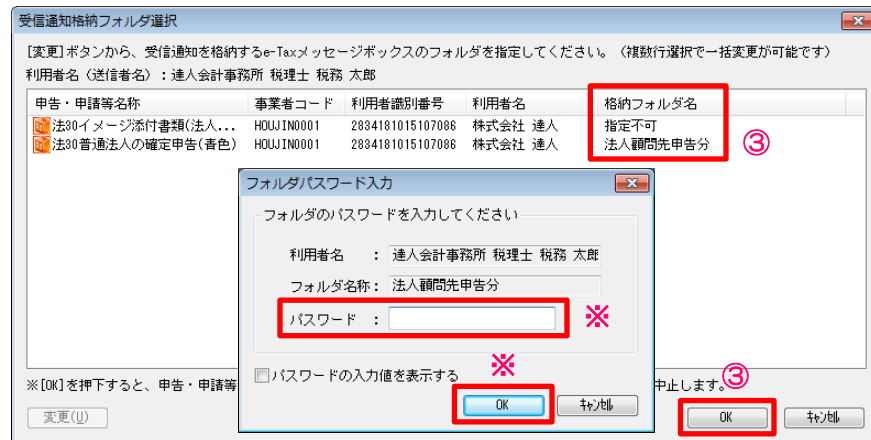 受信通知格納フォルダ選択
[変更]ボタンから、受信通知を格納するe-Taxメッセージボックスのフォルダを指定してください。（複数行選択で一括変更が可能です）
利用者名（送信者名）：達人会計事務所 税理士 税務 太郎
申告・申請等名称 事業者コード 利用者識別番号 利用者名 格納フォルダ名
法30イメージ添付書類(法人... HOUJIN0001 2834181015107086 株式会社 達人 指定不可
法30普通法人の確定申告(青色) HOUJIN0001 2834181015107086 株式会社 達人 法人顧問先申告分
③
フォルダパスワード入力
フォルダのパスワードを入力してください
利用者名 ： 達人会計事務所 税理士 税務 太郎
フォルダ名称： 法人顧問先申告分
パスワード ：
※
パスワードの入力値を表示する
※
OK キャンセル
※[OK]を押下すると、申告・申請等
中止します。
③
変更(U)
OK キャンセル